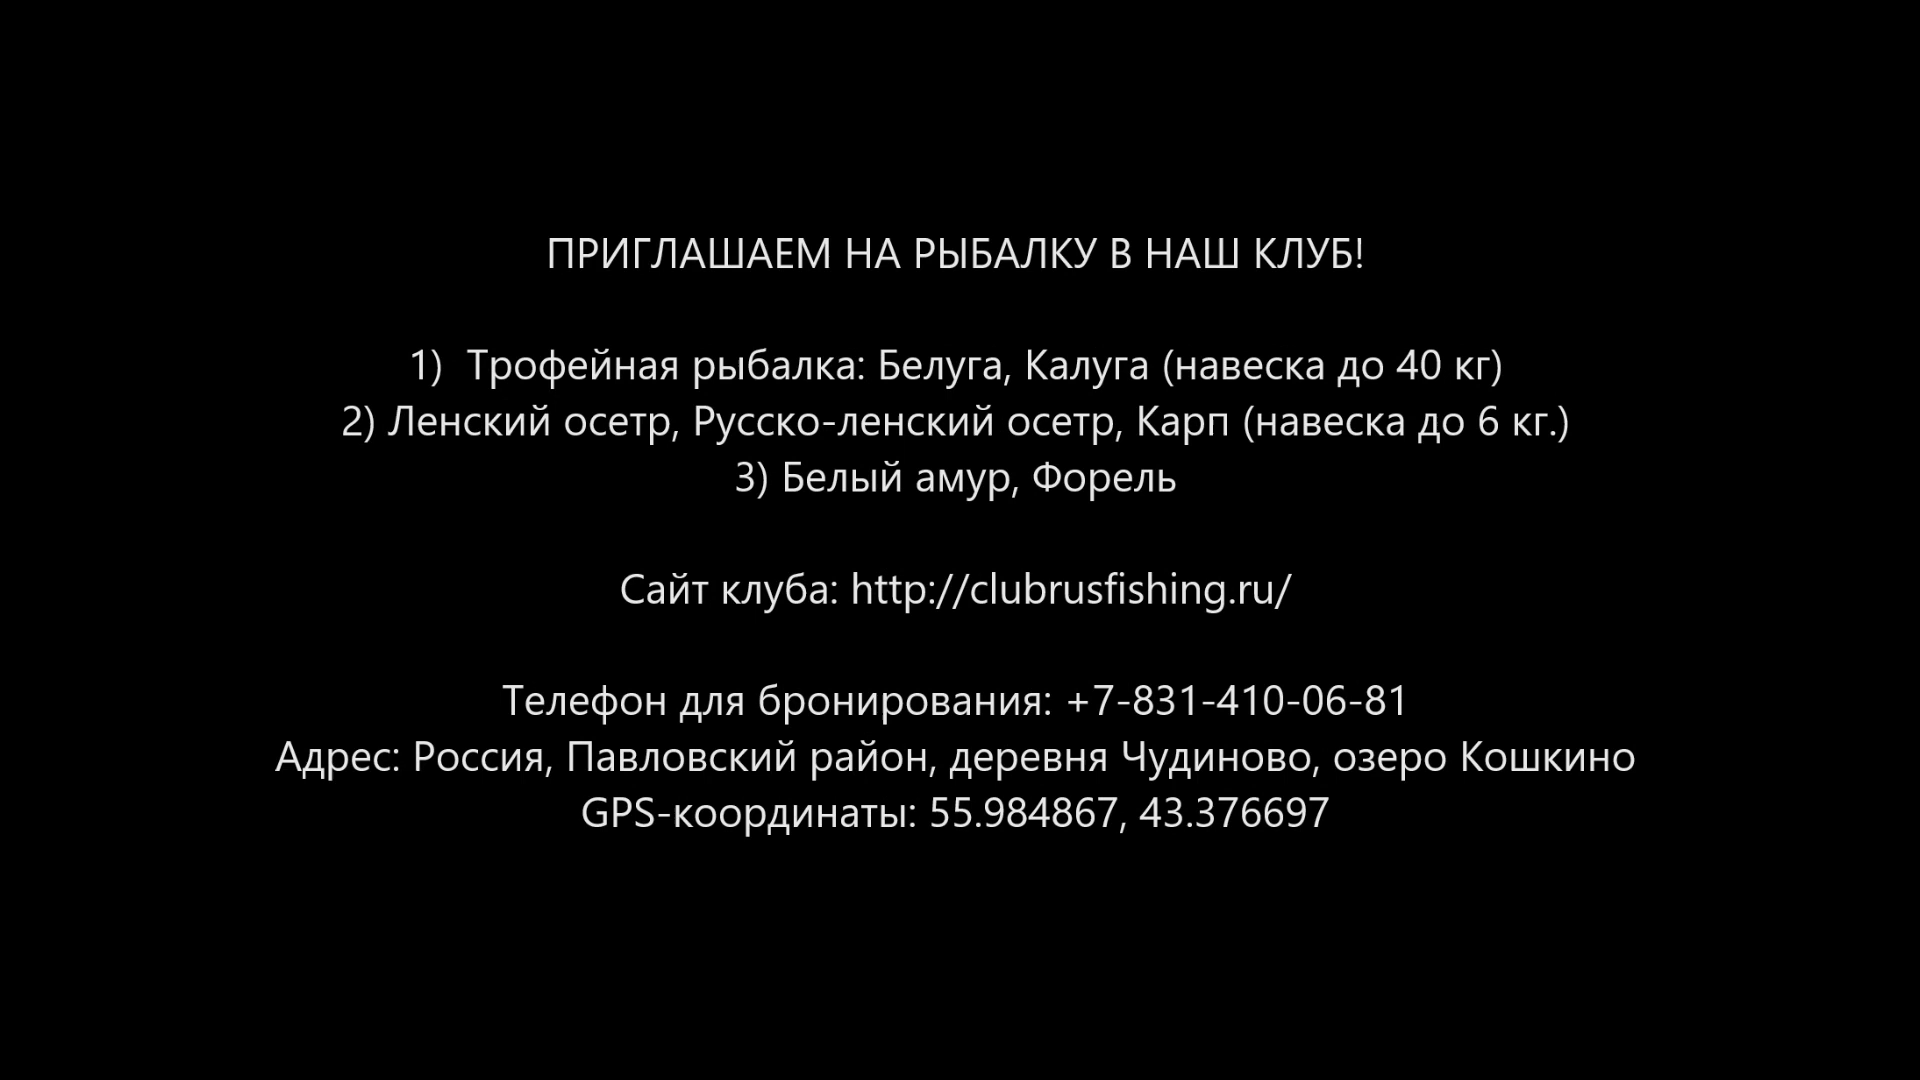 ПРИГЛАШАЕМ НА РЫБАЛКУ В НАШ КЛУБ!
1)  Трофейная рыбалка: Белуга, Калуга (навеска до 40 кг)
2) Ленский осетр, Русско-ленский осетр, Карп (навеска до 6 кг.)
3) Белый амур, Форель
Сайт клуба: http://clubrusfishing.ru/
Телефон для бронирования: +7-831-410-06-81
Адрес: Россия, Павловский район, деревня Чудиново, озеро Кошкино
GPS-координаты: 55.984867, 43.376697